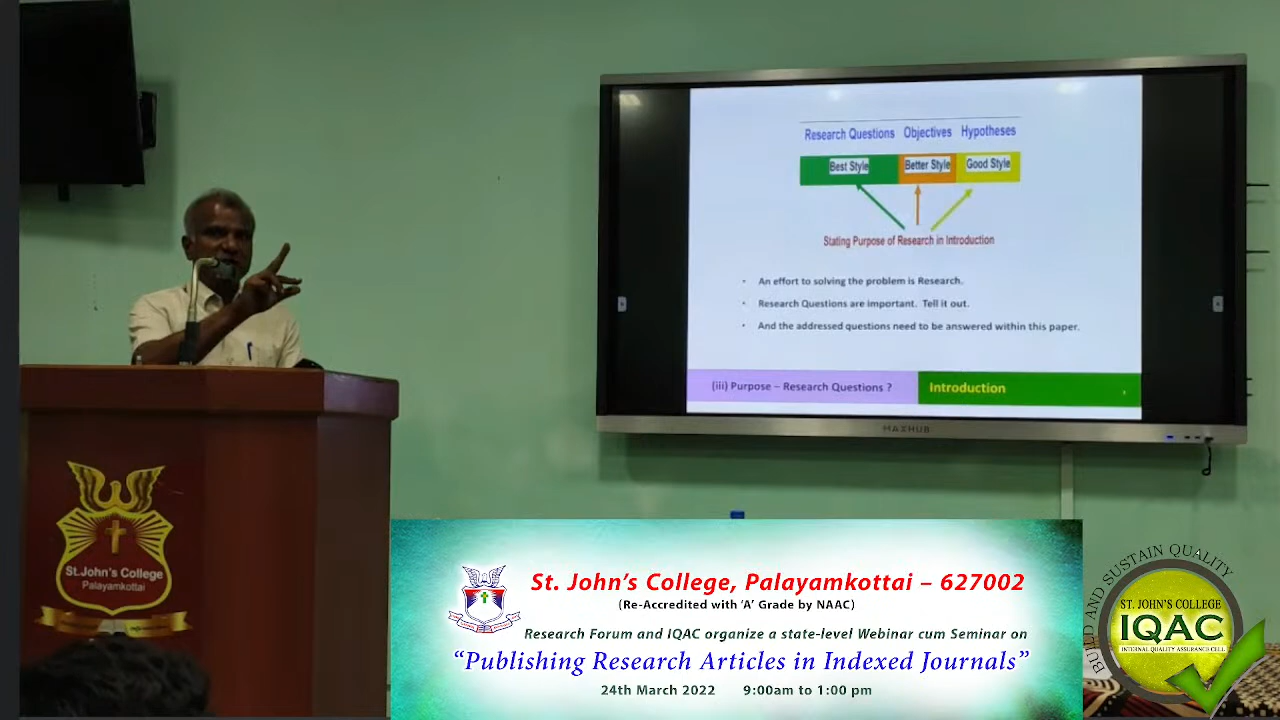 Research Questions Objectives Hypotheses
Best Style Better Style Good Style
Stating Purpose of Research in Introduction
• An effort to solving the problem is Research.
• Research Questions are important. Tell it out.
• And the addressed questions need to be answered within this paper.
(iii) Purpose – Research Questions ? Introduction
MAXHUB
St.John's College
Palayamkottai
St. John's College, Palayamkottai – 627002
(Re-Accredited with 'A' Grade by NAAC)
Research Forum and IQAC organize a state-level Webinar cum Seminar on
"Publishing Research Articles in Indexed Journals"
24th March 2022 9:00am to 1:00 pm
BUILD AND SUSTAIN QUALITY
ST. JOHN'S COLLEGE
IQAC
INTERNAL QUALITY ASSURANCE CELL